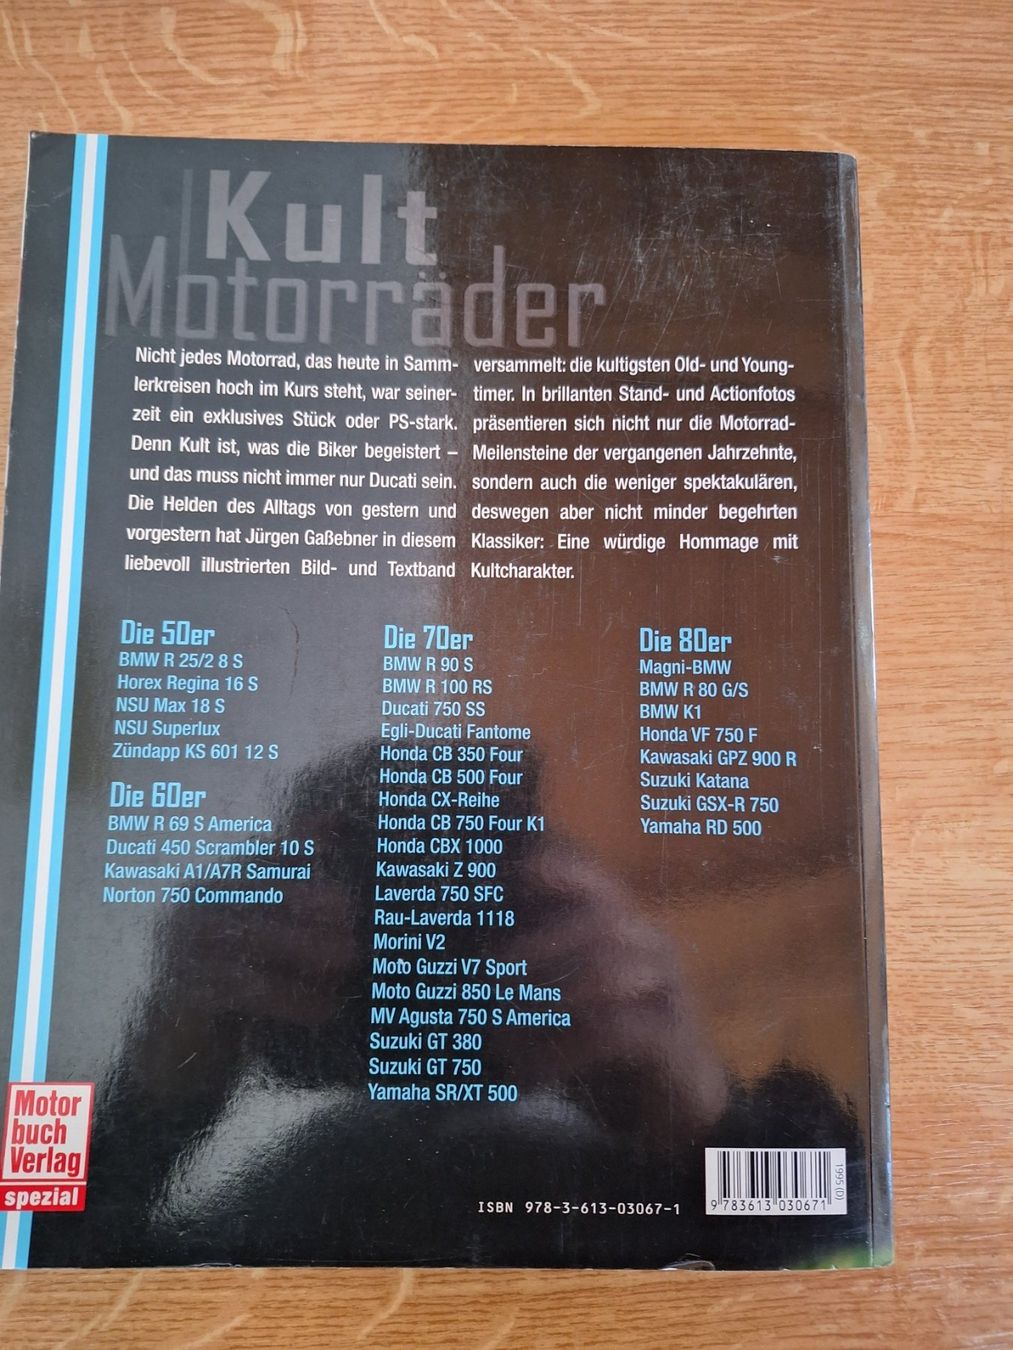 Kult
Motorräder
Nicht jedes Motorrad, das heute in Samm-
lerkreisen hoch im Kurs steht, war seiner-
zeit ein exklusives Stück oder PS-stark.
Denn Kult ist, was die Biker begeistert –
und das muss nicht immer nur Ducati sein.
Die Helden des Alltags von gestern und
vorgestern hat Jürgen Gaßebner in diesem
liebevoll illustrierten Bild- und Textband
versammelt: die kultigsten Old- und Young-
timer. In brillanten Stand- und Actionfotos
präsentieren sich nicht nur die Motorrad-
Meilensteine der vergangenen Jahrzehnte,
sondern auch die weniger spektakulären,
deswegen aber nicht minder begehrten
Klassiker: Eine würdige Hommage mit
Kultcharakter.
Die 50er
BMW R 25/2 8 S
Horex Regina 16 S
NSU Max 18 S
NSU Superlux
Zündapp KS 601 12 S
Die 60er
BMW R 69 S America
Ducati 450 Scrambler 10 S
Kawasaki A1/A7R Samurai
Norton 750 Commando
Die 70er
BMW R 90 S
BMW R 100 RS
Ducati 750 SS
Egli-Ducati Fantome
Honda CB 350 Four
Honda CB 500 Four
Honda CX-Reihe
Honda CB 750 Four K1
Honda CBX 1000
Kawasaki Z 900
Laverda 750 SFC
Rau-Laverda 1118
Morini V2
Moto Guzzi V7 Sport
Moto Guzzi 850 Le Mans
MV Agusta 750 S America
Suzuki GT 380
Suzuki GT 750
Yamaha SR/XT 500
Die 80er
Magni-BMW
BMW R 80 G/S
BMW K1
Honda VF 750 F
Kawasaki GPZ 900 R
Suzuki Katana
Suzuki GSX-R 750
Yamaha RD 500
Motor
buch
Verlag
spezial
ISBN 978-3-613-03067-1
9 783613 030671
1995 (D)